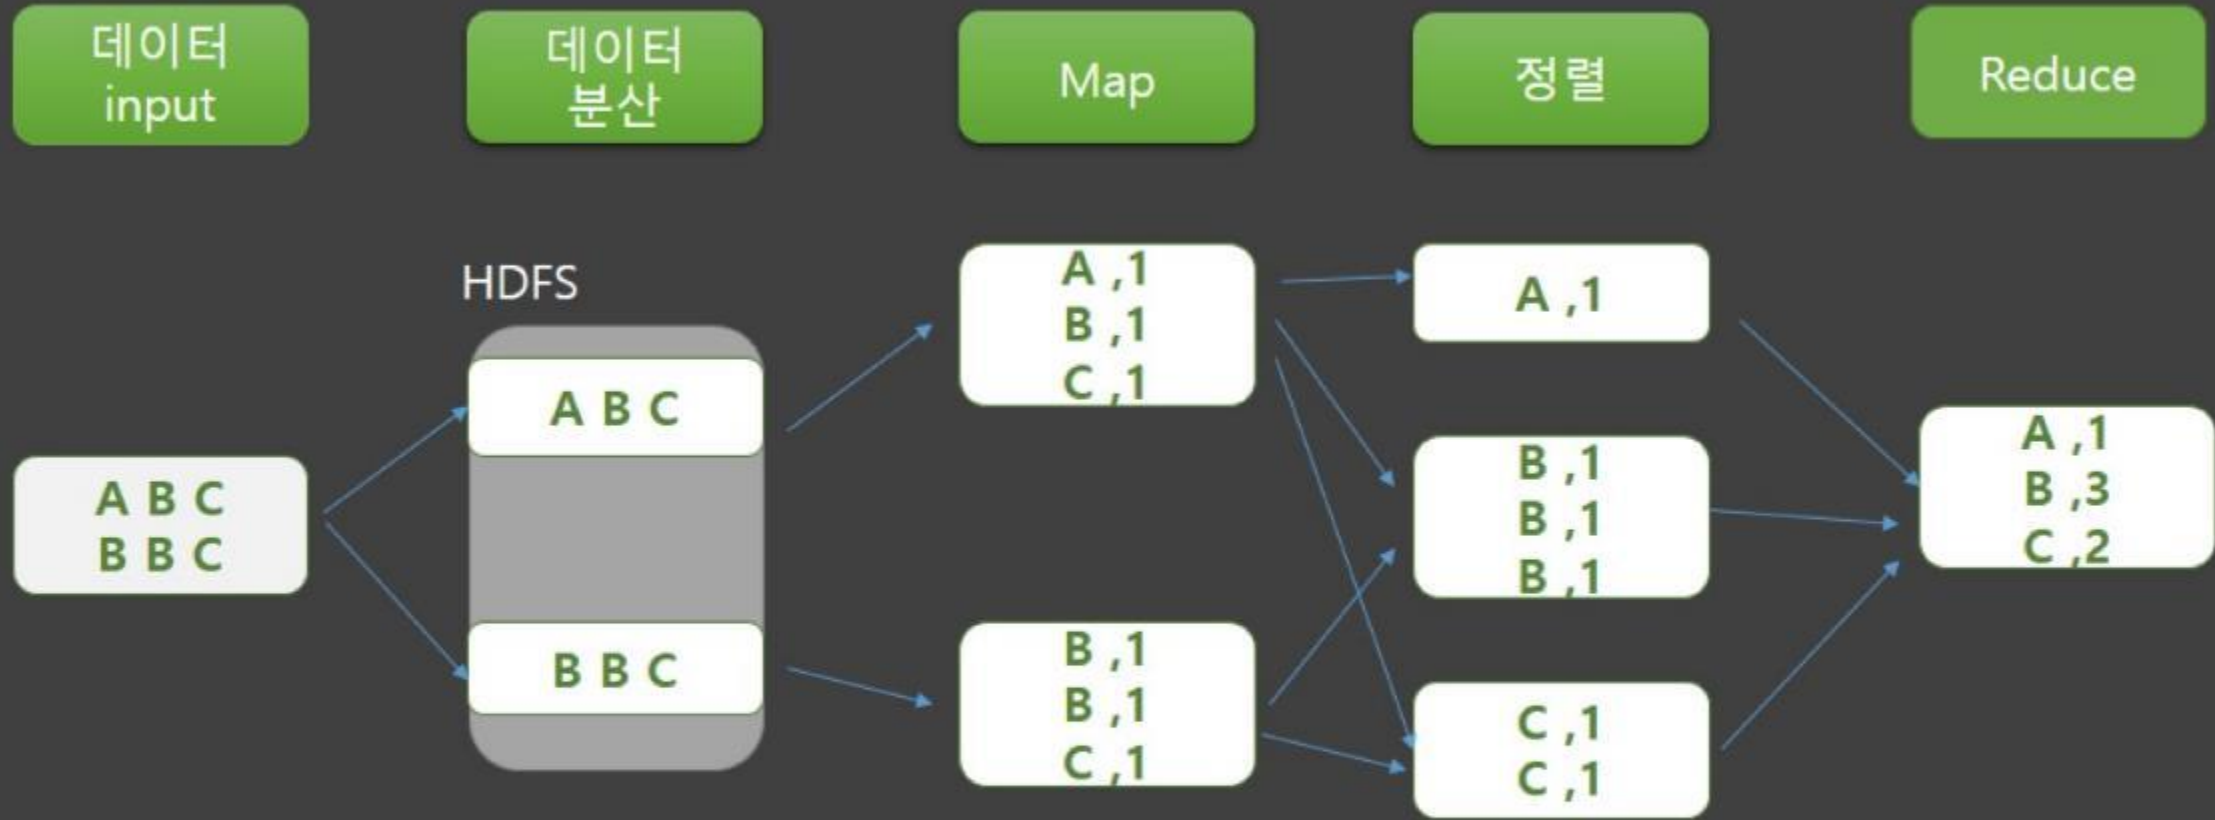 데이터
input
데이터
분산
Map
정렬
Reduce
HDFS
A B C
B B C
A B C
B B C
A ,1
B ,1
C ,1
B ,1
B ,1
C ,1
A ,1
B ,1
B ,1
B ,1
C ,1
C ,1
A ,1
B ,3
C ,2